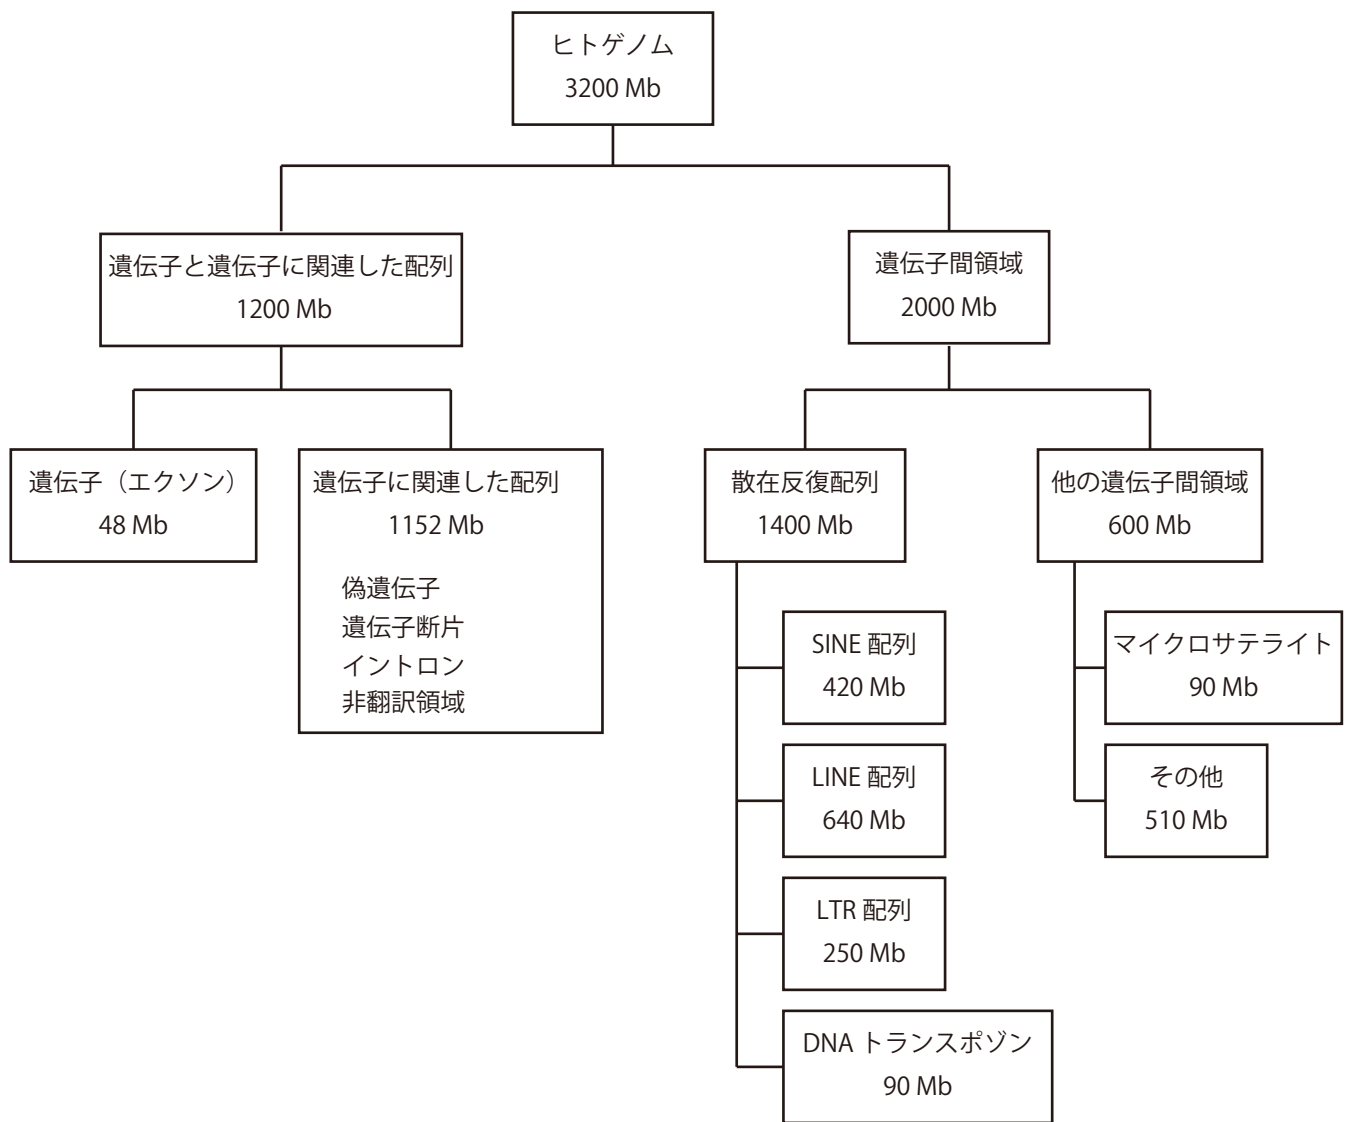 ヒトゲノム
3200 Mb
遺伝子と遺伝子に関連した配列
1200 Mb
遺伝子間領域
2000 Mb
遺伝子（エクソン）
48 Mb
遺伝子に関連した配列
1152 Mb
偽遺伝子
遺伝子断片
イントロン
非翻訳領域
散在反復配列
1400 Mb
他の遺伝子間領域
600 Mb
SINE 配列
420 Mb
LINE 配列
640 Mb
LTR 配列
250 Mb
DNA トランスポゾン
90 Mb
マイクロサテライト
90 Mb
その他
510 Mb